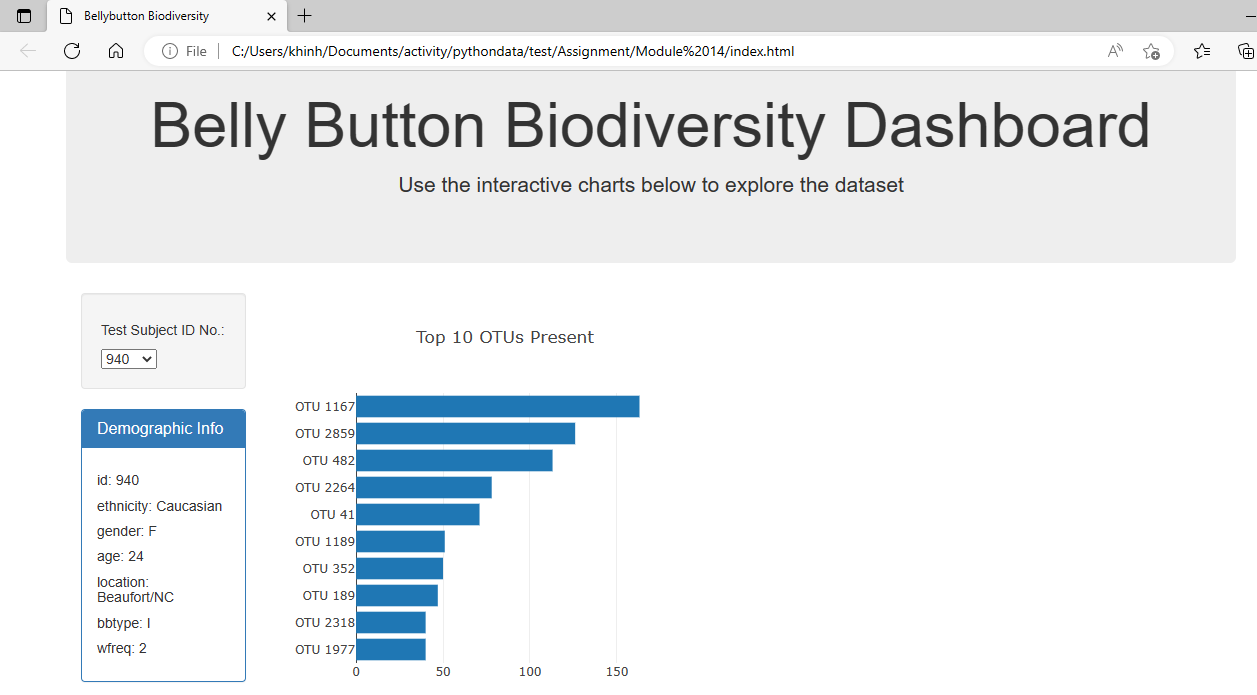 Bellybutton Biodiversity
File
C:/Users/khinh/Documents/activity/pythondata/test/Assignment/Module%2014/index.html
Belly Button Biodiversity Dashboard
Use the interactive charts below to explore the dataset
Test Subject ID No.:
940
Demographic Info
id: 940
ethnicity: Caucasian
gender: F
age: 24
location:
Beaufort/NC
bbtype: I
wfreq: 2
Top 10 OTUs Present
OTU 1167
OTU 2859
OTU 482
OTU 2264
OTU 41
OTU 1189
OTU 352
OTU 189
OTU 2318
OTU 1977
0 50 100 150